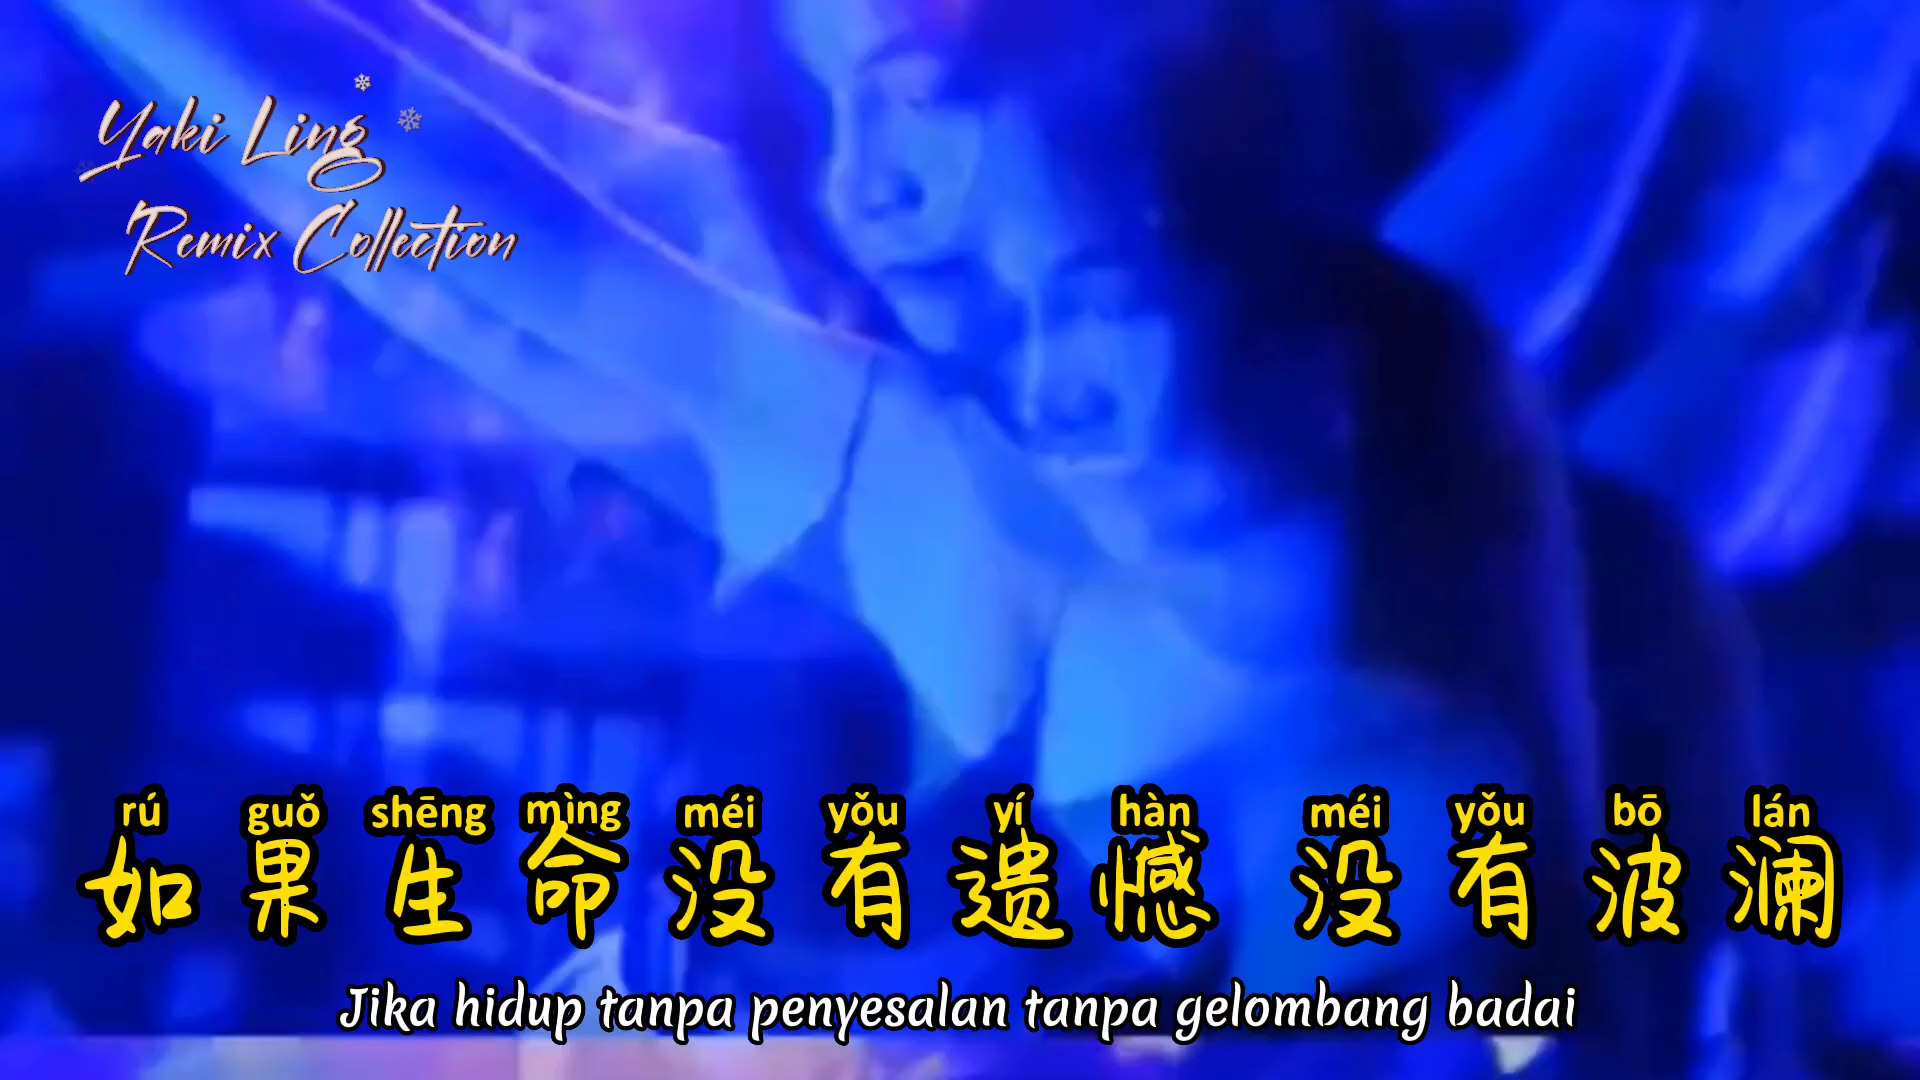 Yaki Ling
Remix Collection
rú guǒ shēng mìng méi yǒu yí hàn méi yǒu bō lán
如果生命没有遗憾 没有波澜
Jika hidup tanpa penyesalan tanpa gelombang badai